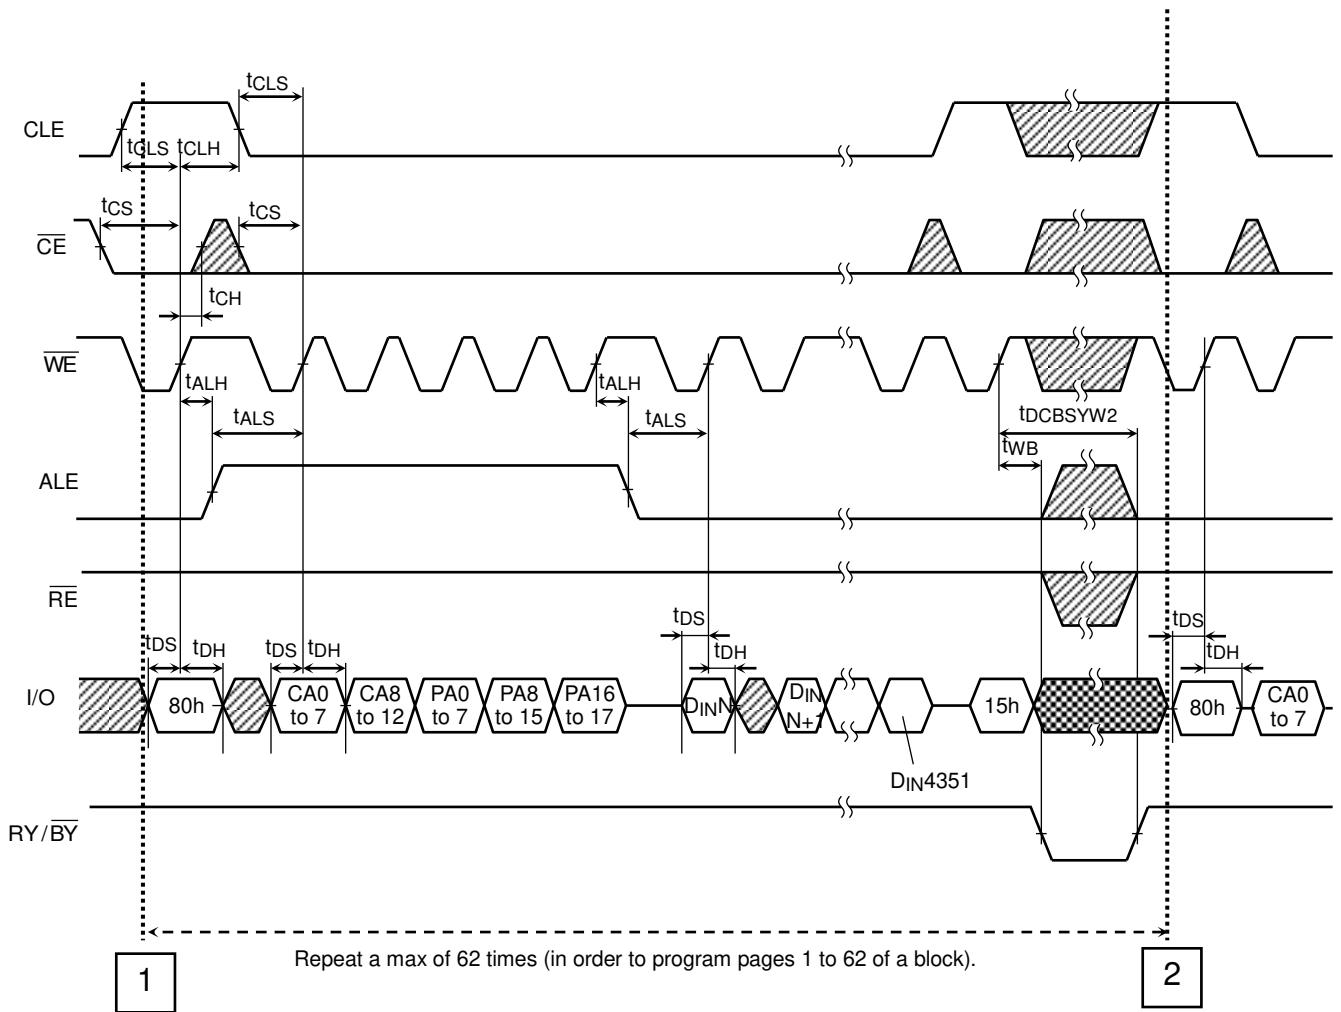 tCLS
CLE
tCLS tCLH
tCS tCS
CE
tCH
WE
tALH tALH
tALS tALS
tDCBSYW2
tWB
ALE
RE
tDS tDH tDS tDH tDS tDH tDS tDH
I/O
80h
CA0 to 7
CA8 to 12
PA0 to 7
PA8 to 15
PA16 to 17
DINN
DIN N+1
15h
80h
CA0 to 7
DIN4351
RY/BY
Repeat a max of 62 times (in order to program pages 1 to 62 of a block).
1
2